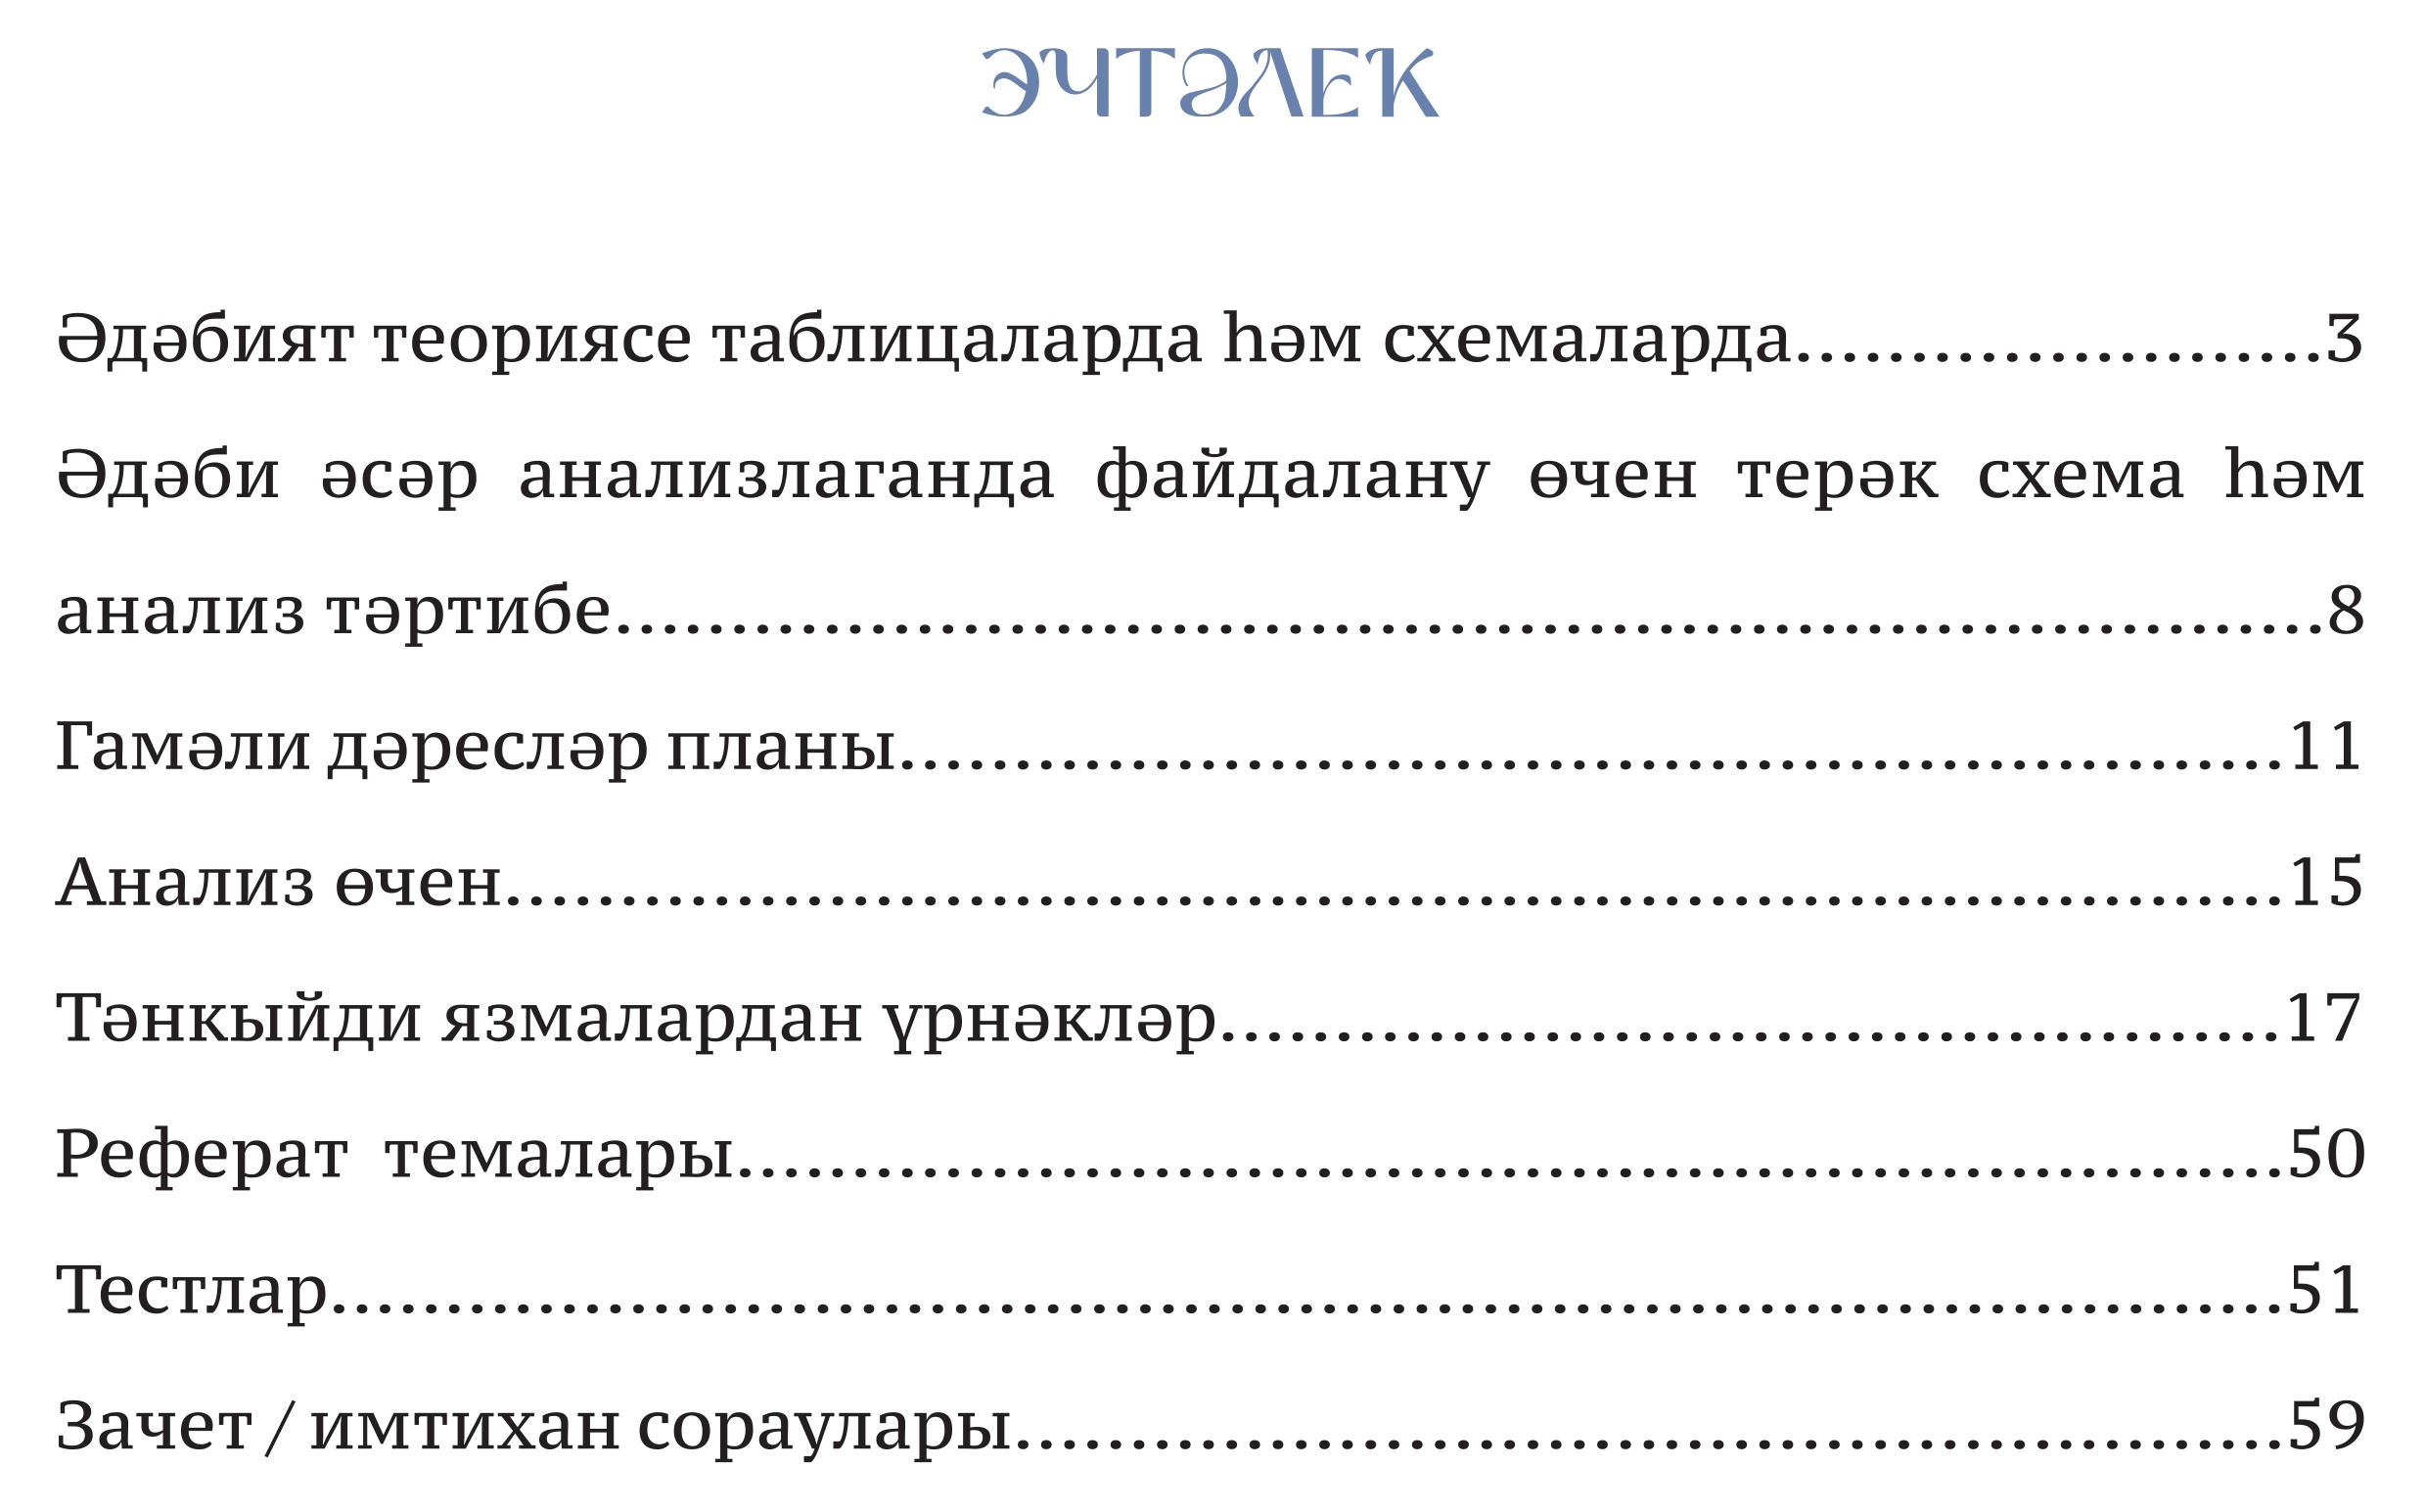 ЭЧТӘЛЕК
Әдәбият теориясе таблицаларда һәм схемаларда.......................3
Әдәби әсәр анализлаганда файдалану өчен терәк схема һәм
анализ тәртибе..........................................................................8
Гамәли дәресләр планы............................................................11
Анализ өчен.............................................................................15
Тәнкыйди язмалардан үрнәкләр..............................................17
Реферат темалары...................................................................50
Тестлар.....................................................................................51
Зачет/имтихан сораулары.......................................................59